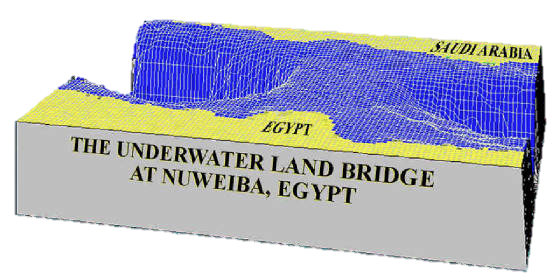 SAUDI ARABIA
EGYPT
THE UNDERWATER LAND BRIDGE
AT NUWEIBA, EGYPT